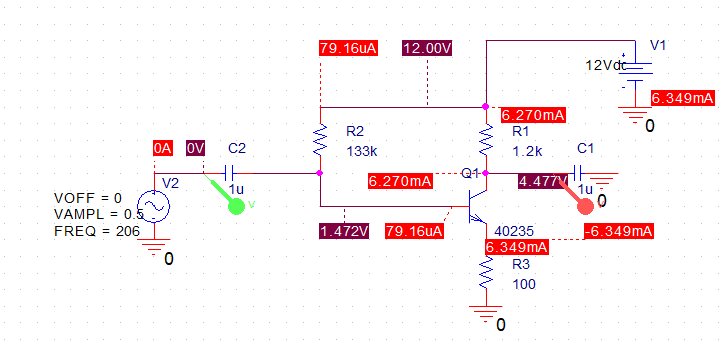 79.16uA
12.00V
V1
12Vdc
6.349mA
0
6.270mA
R2
133k
R1
1.2k
C1
1u
0
0A
0V
C2
1u
V2
V
VOFF = 0
VAMPL = 0.5
FREQ = 206
0
6.270mA
Q1
4.477V
1.472V
79.16uA
40235
-6.349mA
6.349mA
R3
100
0